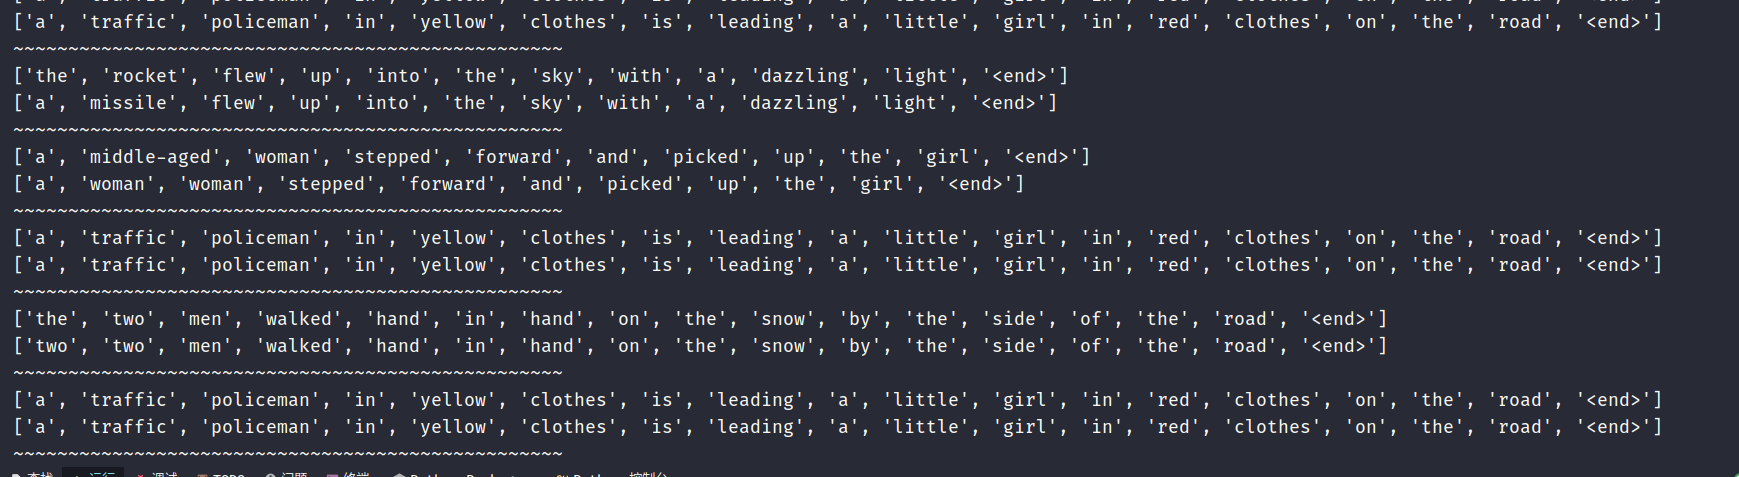 ['a', 'traffic', 'policeman', 'in', 'yellow', 'clothes', 'is', 'leading', 'a', 'little', 'girl', 'in', 'red', 'clothes', 'on', 'the', 'road', '<end>']
~~~~~~~~~~~~~~~~~~~~~~~~~~~~~~~~~~~~~~~~~~~~~~~~~~
['the', 'rocket', 'flew', 'up', 'into', 'the', 'sky', 'with', 'a', 'dazzling', 'light', '<end>']
['a', 'missile', 'flew', 'up', 'into', 'the', 'sky', 'with', 'a', 'dazzling', 'light', '<end>']
~~~~~~~~~~~~~~~~~~~~~~~~~~~~~~~~~~~~~~~~~~~~~~~~~~
['a', 'middle-aged', 'woman', 'stepped', 'forward', 'and', 'picked', 'up', 'the', 'girl', '<end>']
['a', 'woman', 'woman', 'stepped', 'forward', 'and', 'picked', 'up', 'the', 'girl', '<end>']
~~~~~~~~~~~~~~~~~~~~~~~~~~~~~~~~~~~~~~~~~~~~~~~~~~
['a', 'traffic', 'policeman', 'in', 'yellow', 'clothes', 'is', 'leading', 'a', 'little', 'girl', 'in', 'red', 'clothes', 'on', 'the', 'road', '<end>']
['a', 'traffic', 'policeman', 'in', 'yellow', 'clothes', 'is', 'leading', 'a', 'little', 'girl', 'in', 'red', 'clothes', 'on', 'the', 'road', '<end>']
~~~~~~~~~~~~~~~~~~~~~~~~~~~~~~~~~~~~~~~~~~~~~~~~~~
['the', 'two', 'men', 'walked', 'hand', 'in', 'hand', 'on', 'the', 'snow', 'by', 'the', 'side', 'of', 'the', 'road', '<end>']
['two', 'two', 'men', 'walked', 'hand', 'in', 'hand', 'on', 'the', 'snow', 'by', 'the', 'side', 'of', 'the', 'road', '<end>']
~~~~~~~~~~~~~~~~~~~~~~~~~~~~~~~~~~~~~~~~~~~~~~~~~~
['a', 'traffic', 'policeman', 'in', 'yellow', 'clothes', 'is', 'leading', 'a', 'little', 'girl', 'in', 'red', 'clothes', 'on', 'the', 'road', '<end>']
['a', 'traffic', 'policeman', 'in', 'yellow', 'clothes', 'is', 'leading', 'a', 'little', 'girl', 'in', 'red', 'clothes', 'on', 'the', 'road', '<end>']
~~~~~~~~~~~~~~~~~~~~~~~~~~~~~~~~~~~~~~~~~~~~~~~~~~